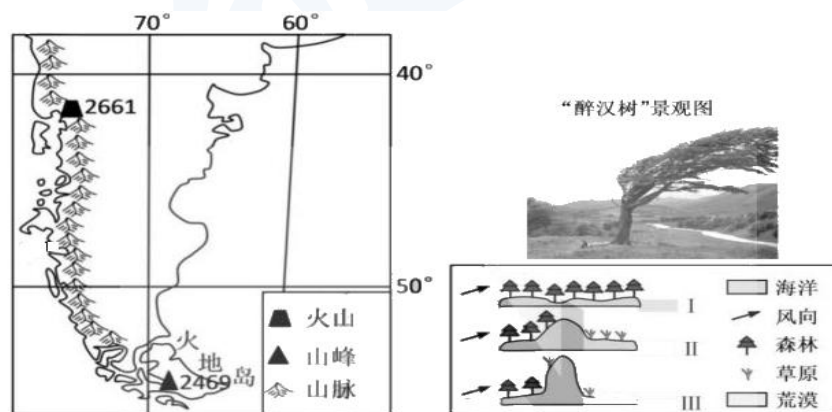 70°
60°
40°
2661
50°
火山
山峰
山脉
火
地
岛
2469
“醉汉树”景观图
I
II
III
海洋
风向
森林
草原
荒漠